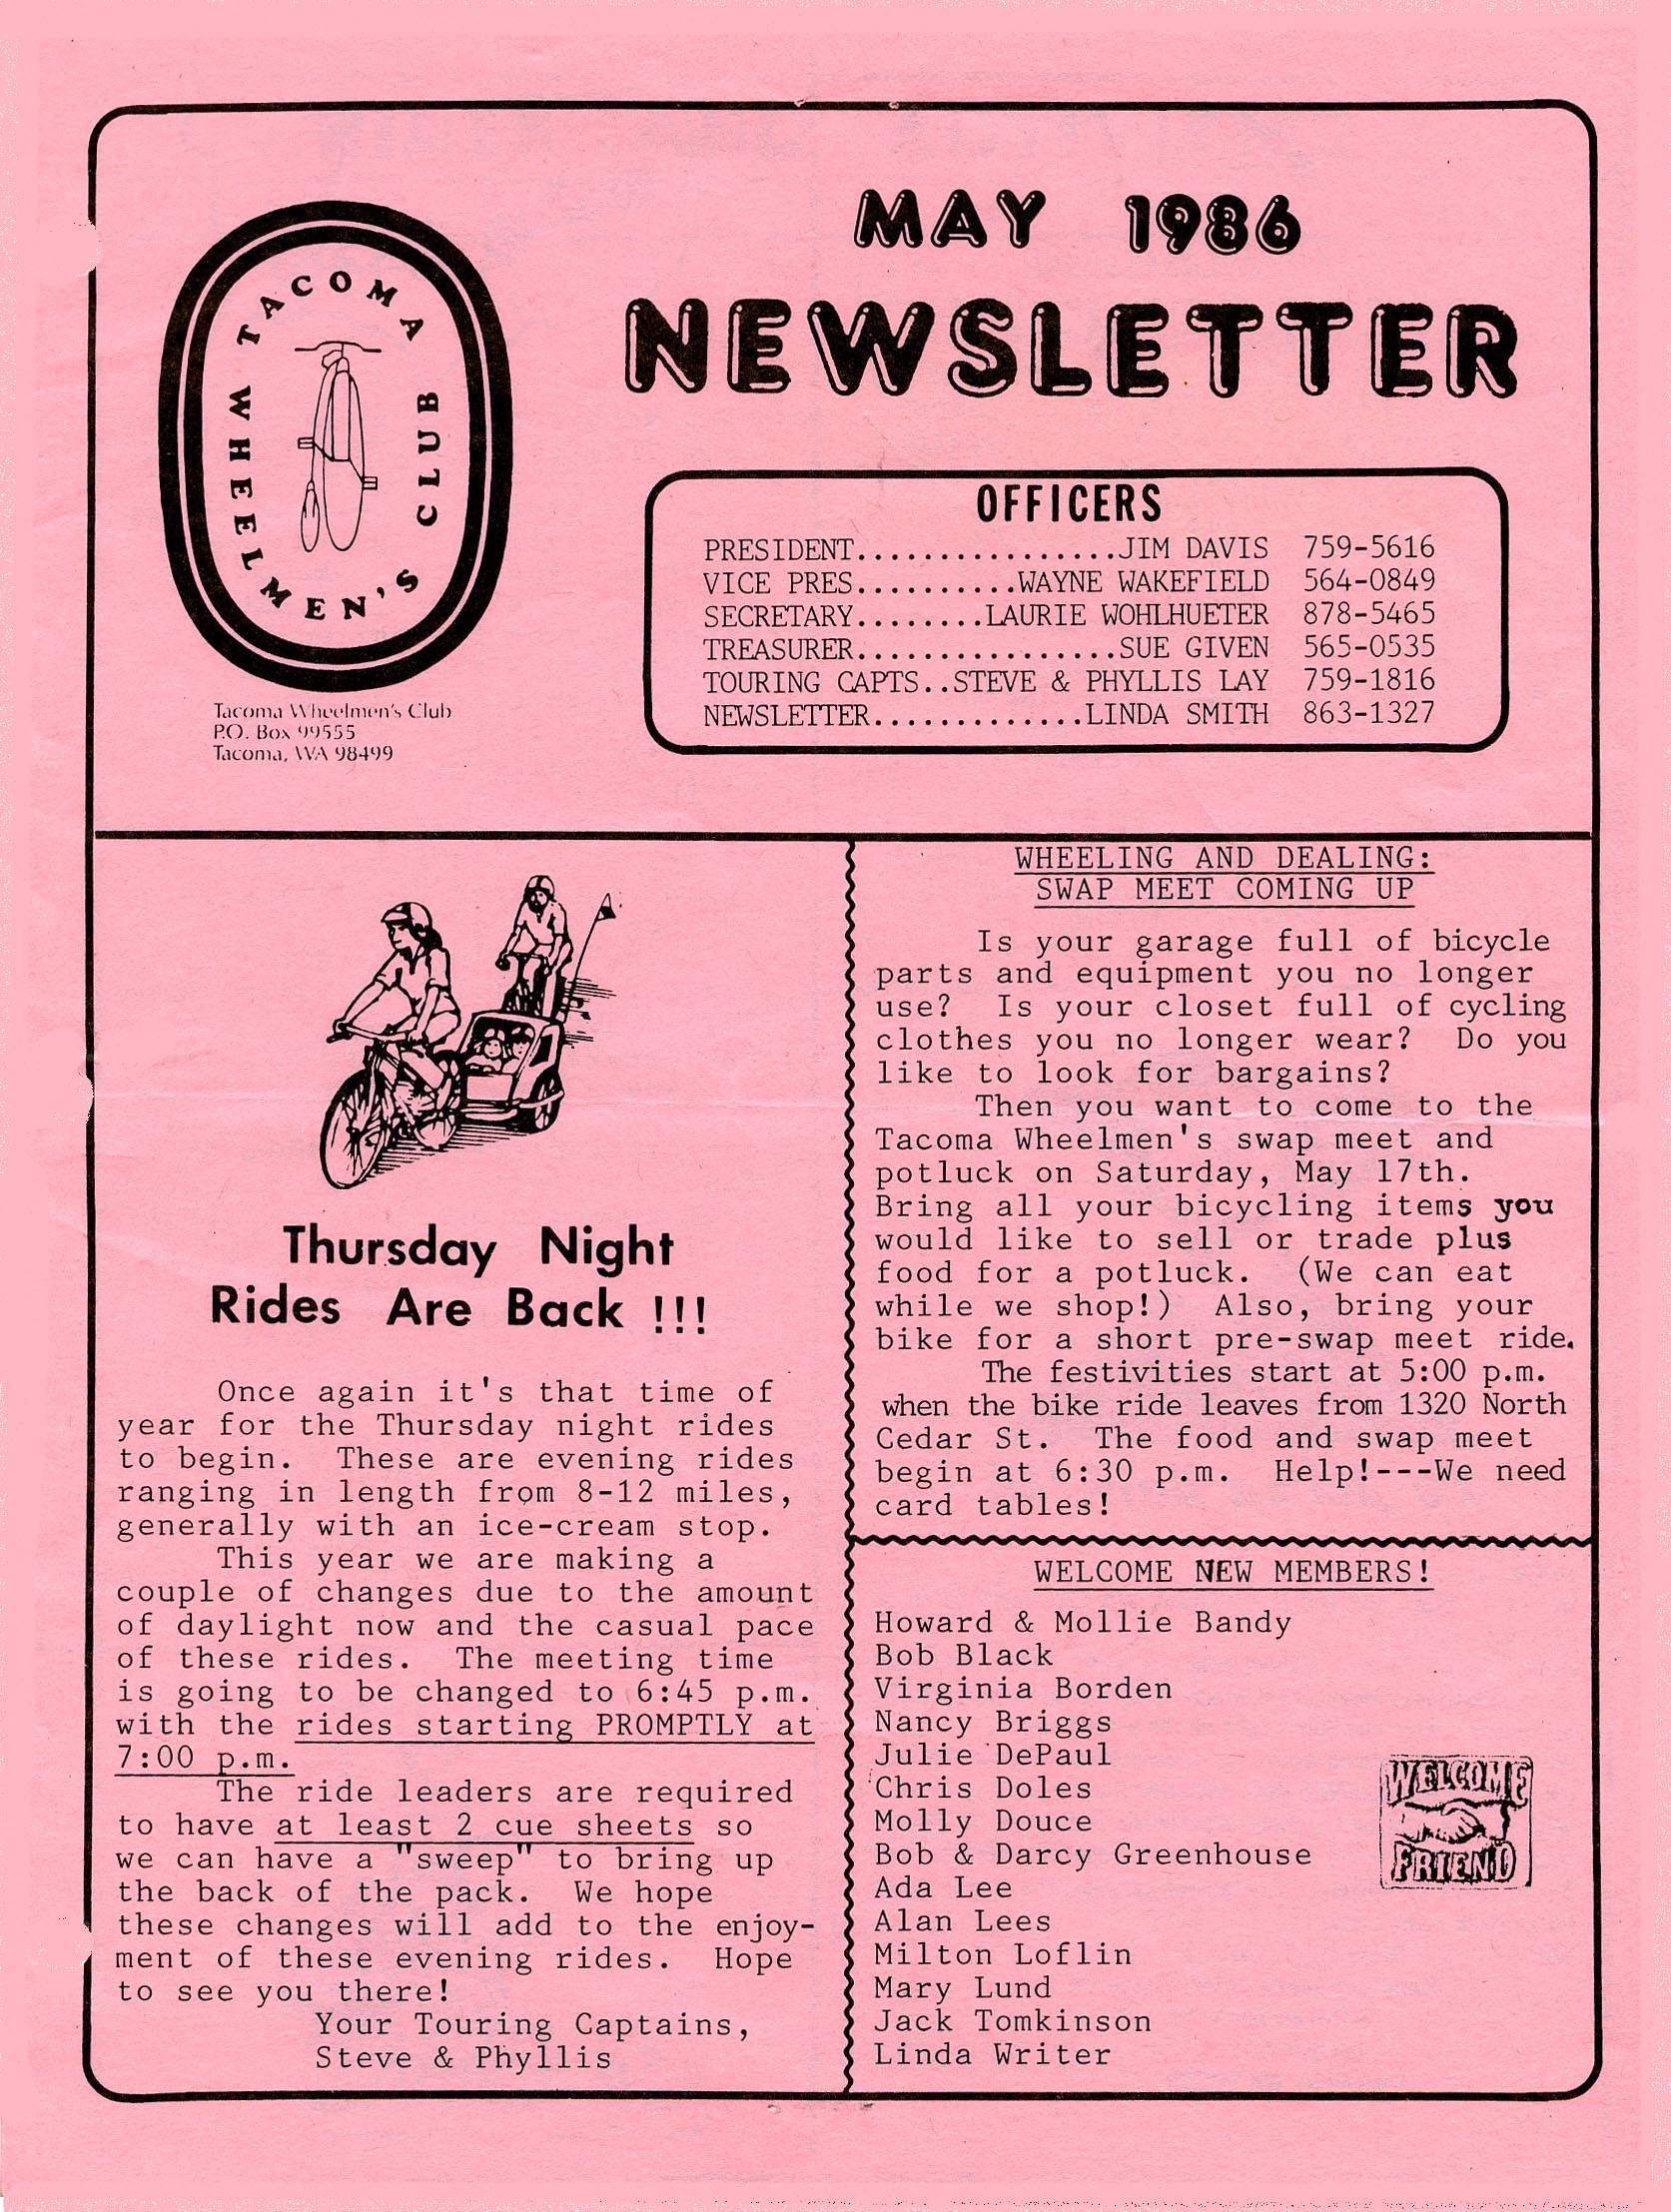 MAY 1986
NEWSLETTER
TACOMA WHEELMEN'S CLUB
Tacoma Wheelmen's Club
P.O. Box 99555
Tacoma, WA 98499
OFFICERS
PRESIDENT................JIM DAVIS 759-5616
VICE PRES..........WAYNE WAKEFIELD 564-0849
SECRETARY........LAURIE WOHLHUETER 878-5465
TREASURER................SUE GIVEN 565-0535
TOURING CAPTS..STEVE & PHYLLIS LAY 759-1816
NEWSLETTER.............LINDA SMITH 863-1327
Thursday Night
Rides Are Back !!!
Once again it's that time of
year for the Thursday night rides
to begin. These are evening rides
ranging in length from 8-12 miles,
generally with an ice-cream stop.
This year we are making a
couple of changes due to the amount
of daylight now and the casual pace
of these rides. The meeting time
is going to be changed to 6:45 p.m.
with the rides starting PROMPTLY at
7:00 p.m.
The ride leaders are required
to have at least 2 cue sheets so
we can have a "sweep" to bring up
the back of the pack. We hope
these changes will add to the enjoy-
ment of these evening rides. Hope
to see you there!
Your Touring Captains,
Steve & Phyllis
WHEELING AND DEALING:
SWAP MEET COMING UP
Is your garage full of bicycle
parts and equipment you no longer
use? Is your closet full of cycling
clothes you no longer wear? Do you
like to look for bargains?
Then you want to come to the
Tacoma Wheelmen's swap meet and
potluck on Saturday, May 17th.
Bring all your bicycling items you
would like to sell or trade plus
food for a potluck. (We can eat
while we shop!) Also, bring your
bike for a short pre-swap meet ride.
The festivities start at 5:00 p.m.
when the bike ride leaves from 1320 North
Cedar St. The food and swap meet
begin at 6:30 p.m. Help!---We need
card tables!
WELCOME NEW MEMBERS!
Howard & Mollie Bandy
Bob Black
Virginia Borden
Nancy Briggs
Julie DePaul
Chris Doles
Molly Douce
Bob & Darcy Greenhouse
Ada Lee
Alan Lees
Milton Loflin
Mary Lund
Jack Tomkinson
Linda Writer
WELCOME
FRIEND